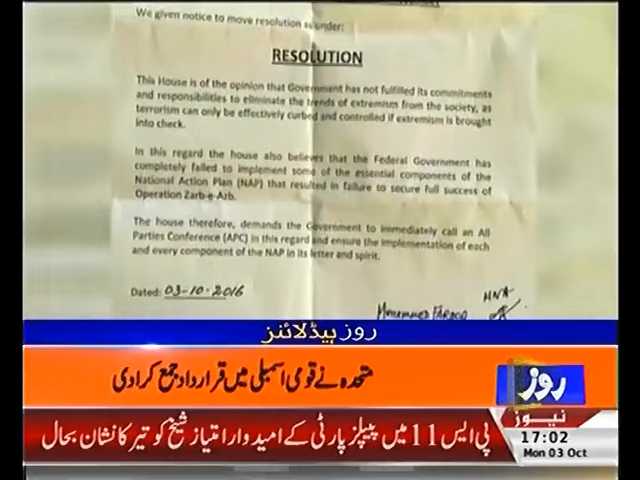 We given notice to move resolution as under:
RESOLUTION
This House is of the opinion that Government has not fulfilled its commitments
and responsibilities to eliminate the trends of extremism from the society, as
terrorism can only be effectively curbed and controlled if extremism is brought
into check.
In this regard the house also believes that the Federal Government has
completely failed to implement some of the essential components of the
National Action Plan (NAP) that resulted in failure to secure full success of
Operation Zarb-e-Azb.
The house therefore, demands the Government to immediately call an All
Parties Conference (APC) in this regard and ensure the implementation of each
and every component of the NAP in its letter and spirit.
Dated: 03-10-2016
MNA
روز ہیڈلائنز
متحدہ نے قومی اسمبلی میں قرارداد جمع کرادی
روز
نیوز
پی ایس 11 میں پیپلز پارٹی کے امیدوار امتیاز شیخ کو تیر کا نشان بحال
17:02
Mon 03 Oct